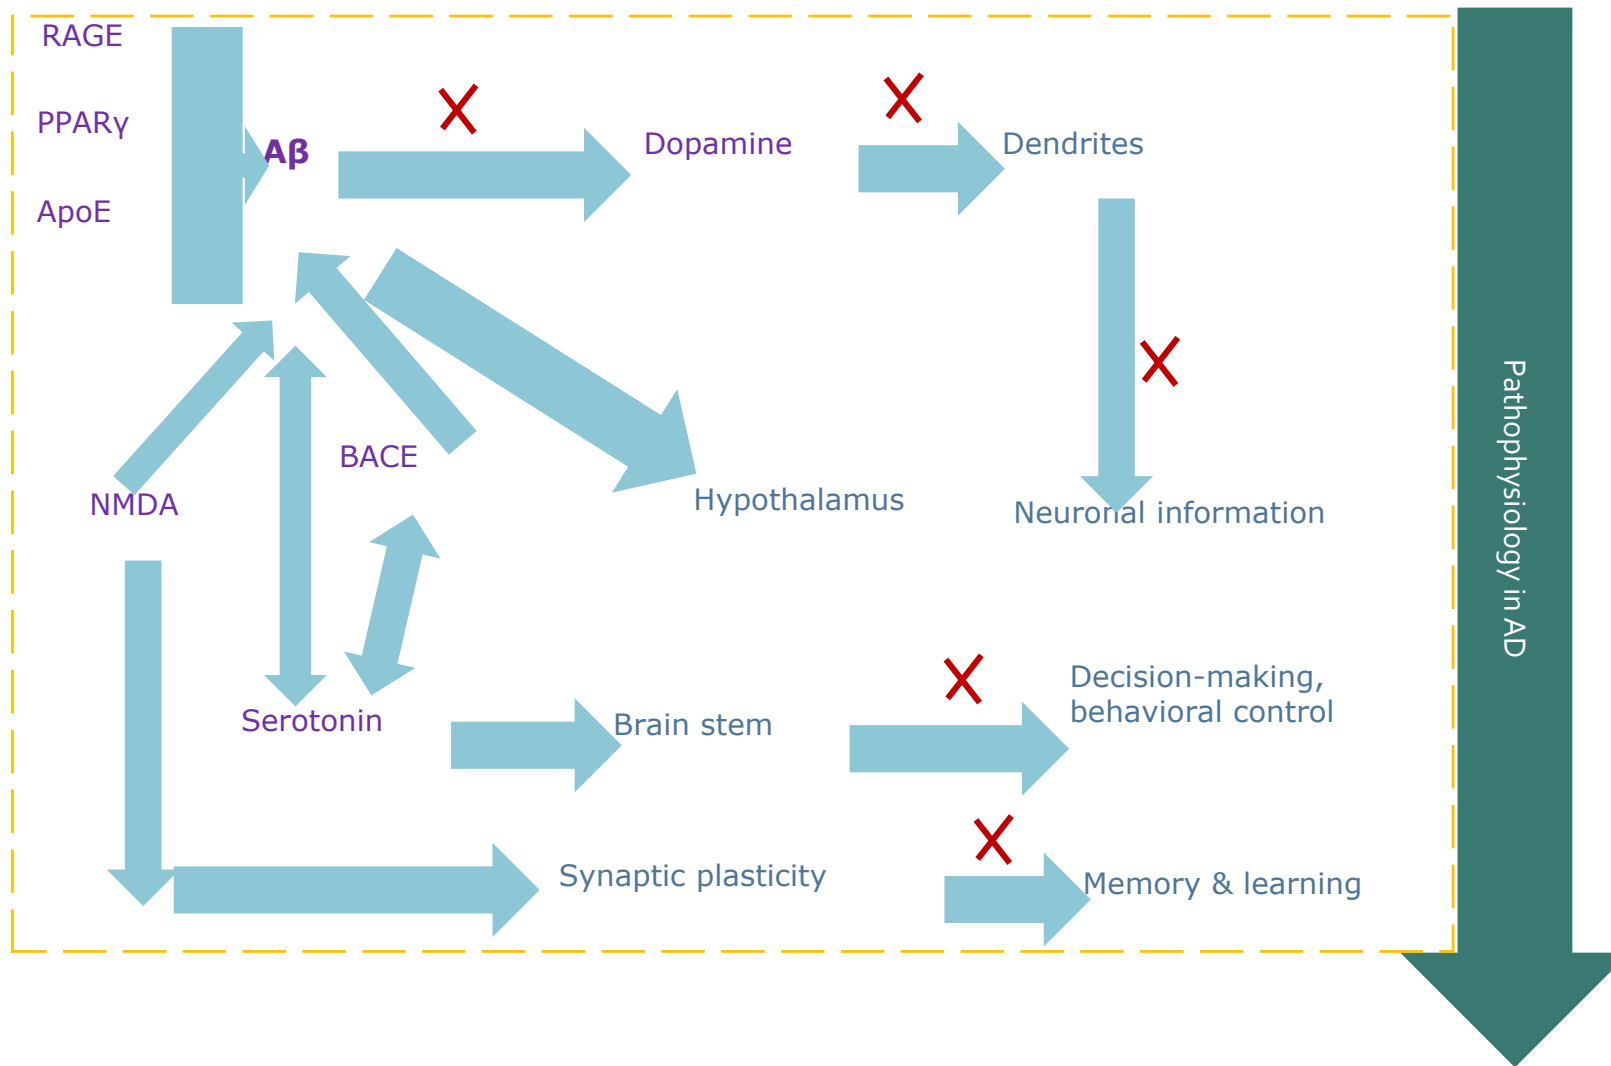 RAGE
PPARγ
Aβ
Dopamine
Dendrites
ApoE
BACE
NMDA
Hypothalamus
Neuronal information
Serotonin
Brain stem
Decision-making,
behavioral control
Synaptic plasticity
Memory & learning
Pathophysiology in AD